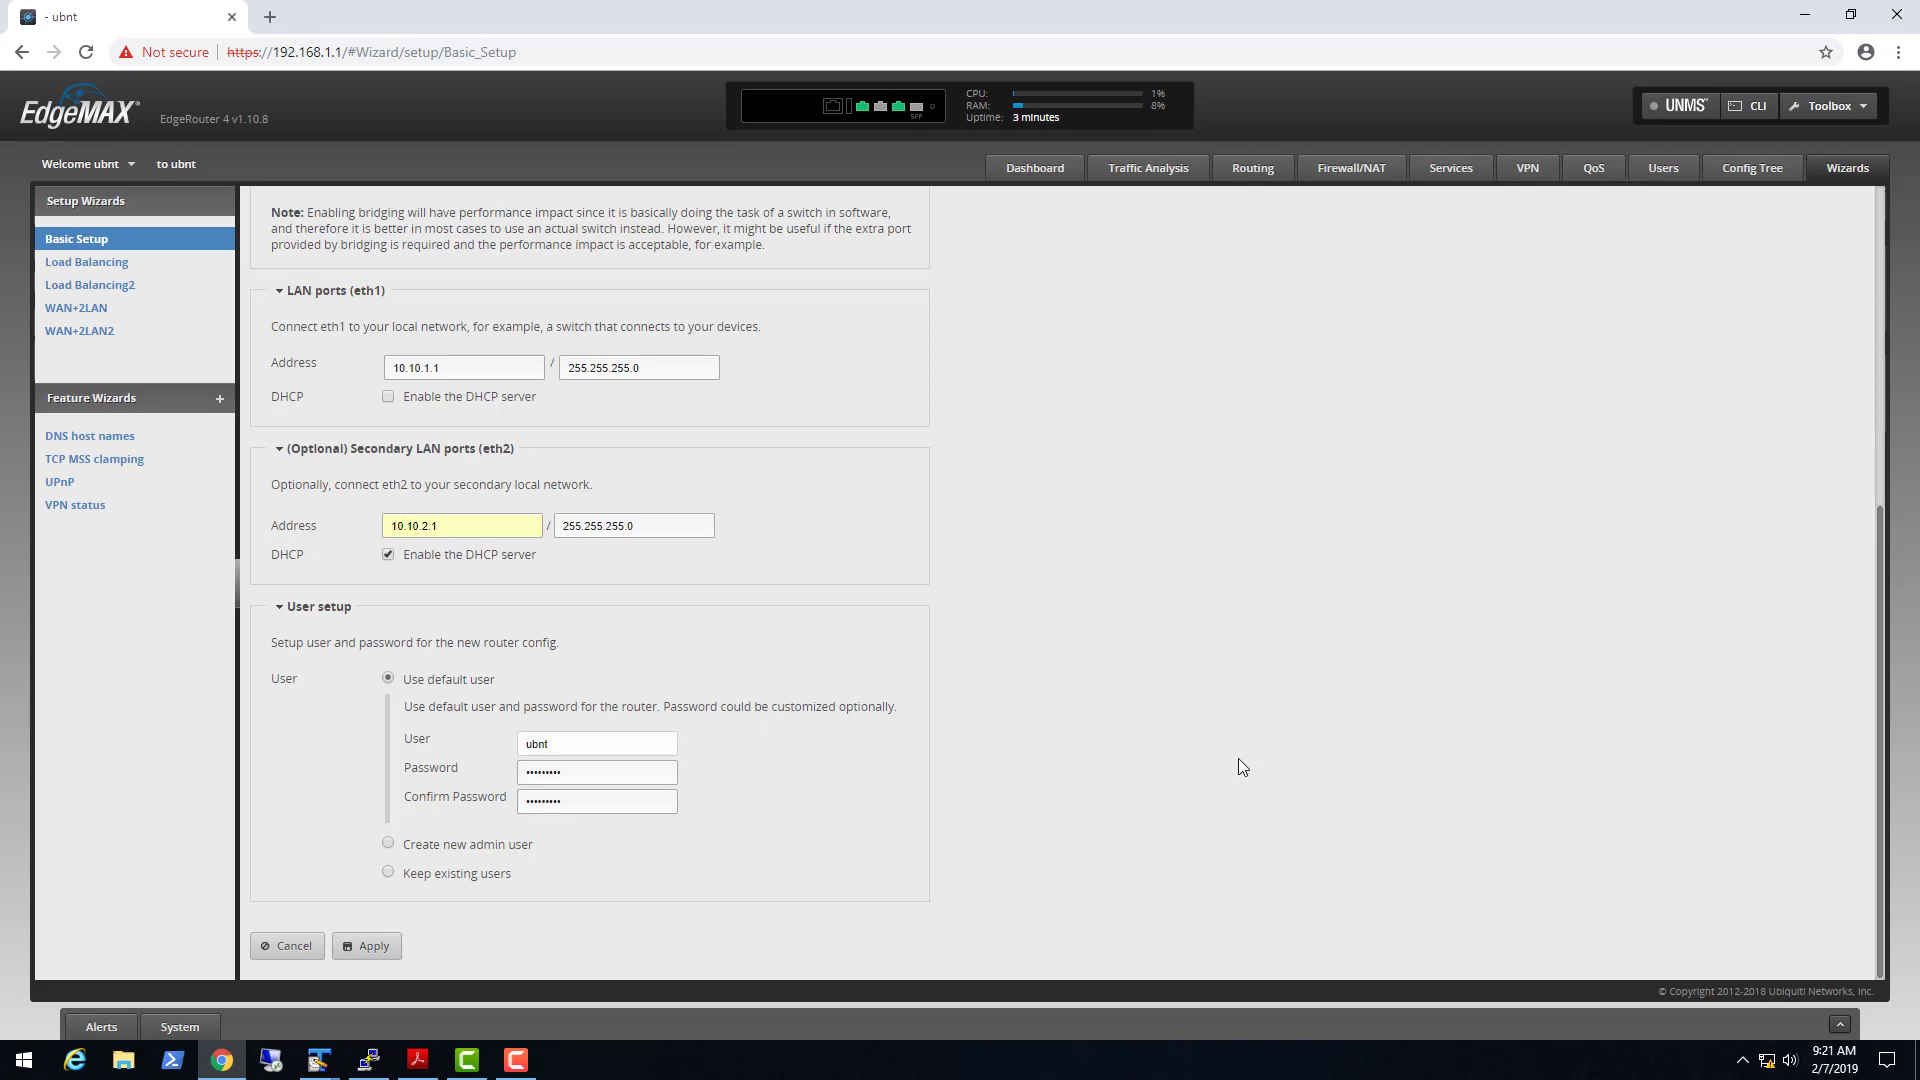 - ubnt
Not secure
https://192.168.1.1/#Wizard/setup/Basic_Setup
EdgeMAX
EdgeRouter 4 v1.10.8
SFP
CPU: 1%
RAM: 8%
Uptime: 3 minutes
UNMS
CLI
Toolbox
Welcome ubnt
to ubnt
Dashboard
Traffic Analysis
Routing
Firewall/NAT
Services
VPN
QoS
Users
Config Tree
Wizards
Setup Wizards
Basic Setup
Load Balancing
Load Balancing2
WAN+2LAN
WAN+2LAN2
Feature Wizards +
DNS host names
TCP MSS clamping
UPnP
VPN status
Note: Enabling bridging will have performance impact since it is basically doing the task of a switch in software,
and therefore it is better in most cases to use an actual switch instead. However, it might be useful if the extra port
provided by bridging is required and the performance impact is acceptable, for example.
LAN ports (eth1)
Connect eth1 to your local network, for example, a switch that connects to your devices.
Address 10.10.1.1 / 255.255.255.0
DHCP Enable the DHCP server
(Optional) Secondary LAN ports (eth2)
Optionally, connect eth2 to your secondary local network.
Address 10.10.2.1 / 255.255.255.0
DHCP Enable the DHCP server
User setup
Setup user and password for the new router config.
User Use default user
Use default user and password for the router. Password could be customized optionally.
User ubnt
Password •••••••••
Confirm Password •••••••••
Create new admin user
Keep existing users
Cancel
Apply
© Copyright 2012-2018 Ubiquiti Networks, Inc.
Alerts
System
9:21 AM
2/7/2019